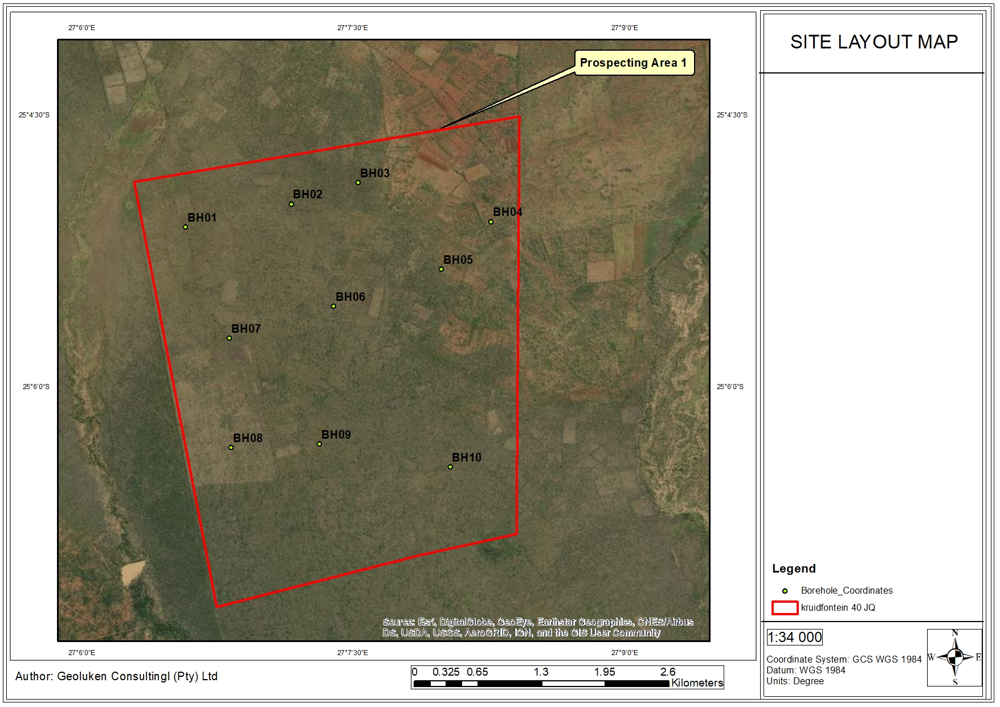 27°6'0"E
27°7'30"E
27°9'0"E
SITE LAYOUT MAP
Prospecting Area 1
25°4'30"S
25°4'30"S
BH03
BH02
BH04
BH01
BH05
BH06
BH07
25°6'0"S
25°6'0"S
BH09
BH08
BH10
Legend
Borehole_Coordinates
kruidfontein 40 JQ
Source: Esri, DigitalGlobe, GeoEye, Earthstar Geographics, CNES/Airbus
DS, USDA, USGS, AeroGRID, IGN, and the GIS User Community
27°6'0"E
27°7'30"E
27°9'0"E
1:34 000
Coordinate System: GCS WGS 1984
Datum: WGS 1984
Units: Degree
N
W
E
S
Author: Geoluken Consultingl (Pty) Ltd
0 0.325 0.65 1.3 1.95 2.6
Kilometers